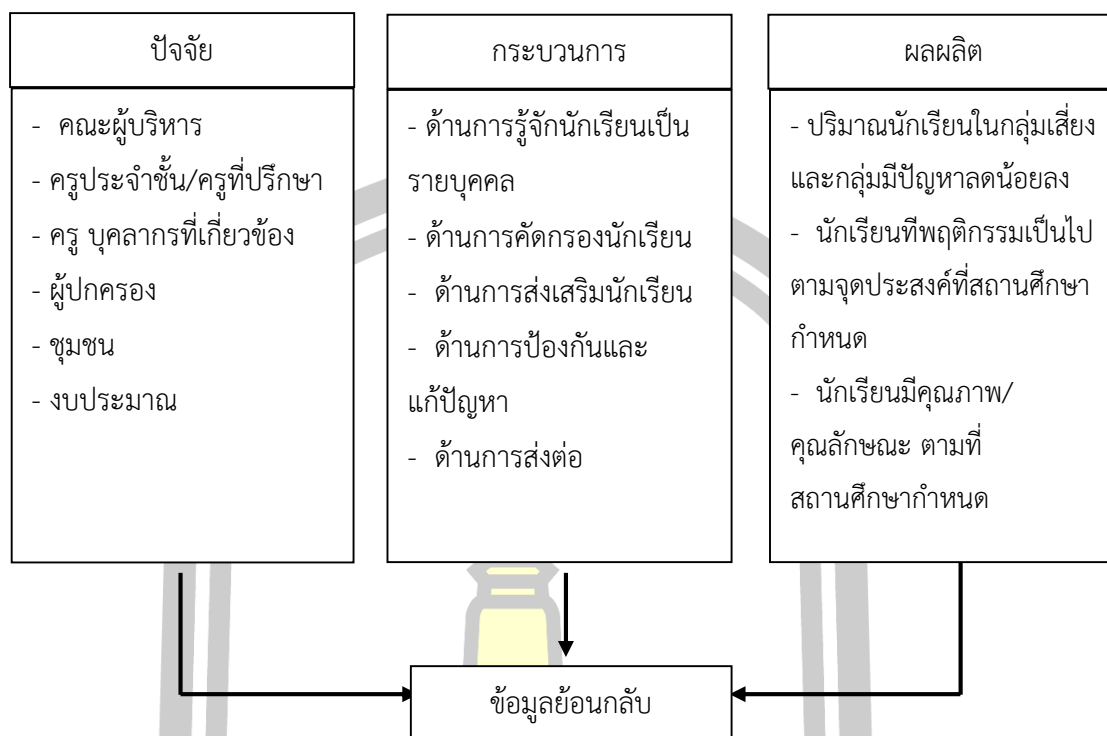 ปัจจัย
- คณะผู้บริหาร
- ครูประจำชั้น/ครูที่ปรึกษา
- ครู บุคลากรที่เกี่ยวข้อง
- ผู้ปกครอง
- ชุมชน
- งบประมาณ
กระบวนการ
- ด้านการรู้จักนักเรียนเป็น
รายบุคคล
- ด้านการคัดกรองนักเรียน
- ด้านการส่งเสริมนักเรียน
- ด้านการป้องกันและ
แก้ปัญหา
- ด้านการส่งต่อ
ผลผลิต
- ปริมาณนักเรียนในกลุ่มเสี่ยง
และกลุ่มมีปัญหาลดน้อยลง
- นักเรียนทีพฤติกรรมเป็นไป
ตามจุดประสงค์ที่สถานศึกษา
กำหนด
- นักเรียนมีคุณภาพ/
คุณลักษณะ ตามที่
สถานศึกษากำหนด
ข้อมูลย้อนกลับ